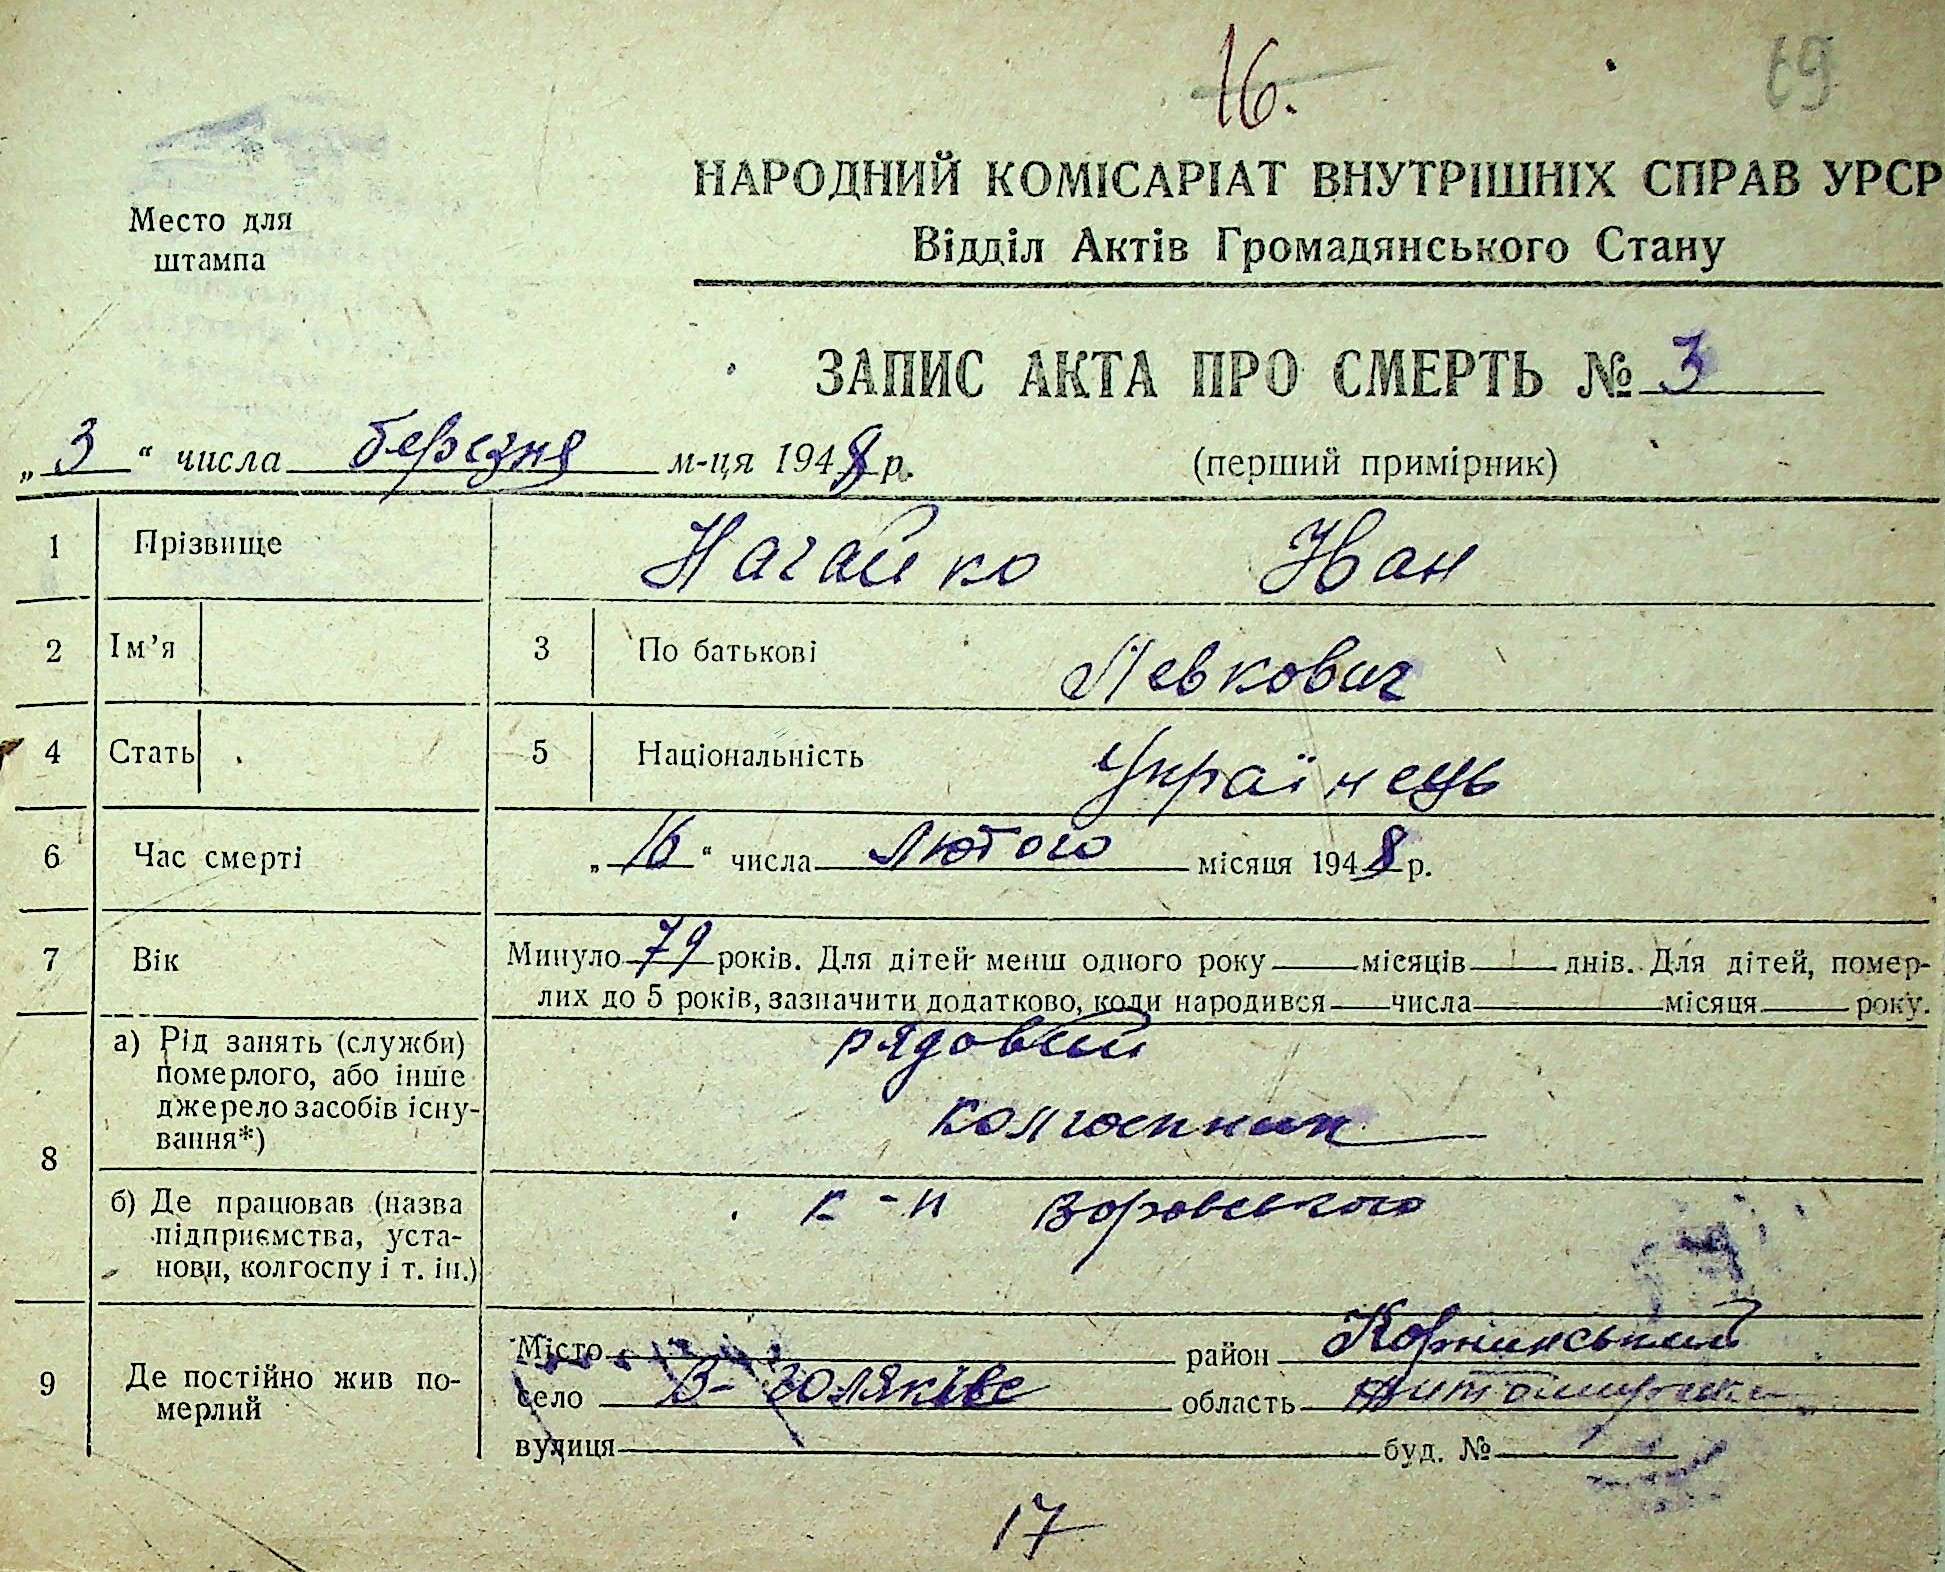 16.
69
НАРОДНИЙ КОМІСАРІАТ ВНУТРІШНІХ СПРАВ УРСР
Відділ Актів Громадянського Стану
Место для
штампа
ЗАПИС АКТА ПРО СМЕРТЬ № 3
„ 3 “ числа березня м-ця 1948 р.
(перший примірник)
1 Прізвище Нагайко Іван
2 Ім’я 3 По батькові Левкович
4 Стать 5 Національність Українець
6 Час смерті „ 16 “ числа Лютого місяця 1948 р.
7 Вік Минуло 79 років. Для дітей менш одного року місяців днів. Для дітей, помер-
лих до 5 років, зазначити додатково, коли народився числа місяця року.
8 а) Рід занять (служби)
померлого, або інше
джерело засобів існу-
вання*)
рядовий
колгоспник
б) Де працював (назва
підприємства, уста-
нови, колгоспу і т. ін.)
к-п Воровського
9 Де постійно жив по-
мерлий
Місто район Корнинський
село область Житомирська
вулиця буд. №
17